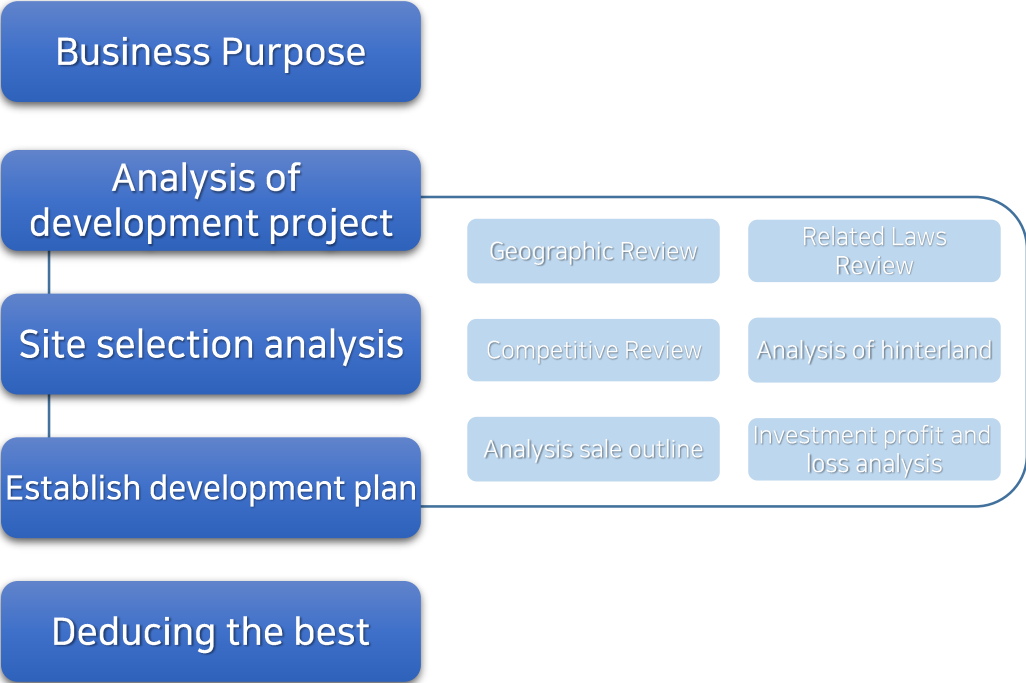 Business Purpose
Analysis of
development project
Geographic Review
Related Laws
Review
Site selection analysis
Competitive Review
Analysis of hinterland
Analysis sale outline
Investment profit and
loss analysis
Establish development plan
Deducing the best